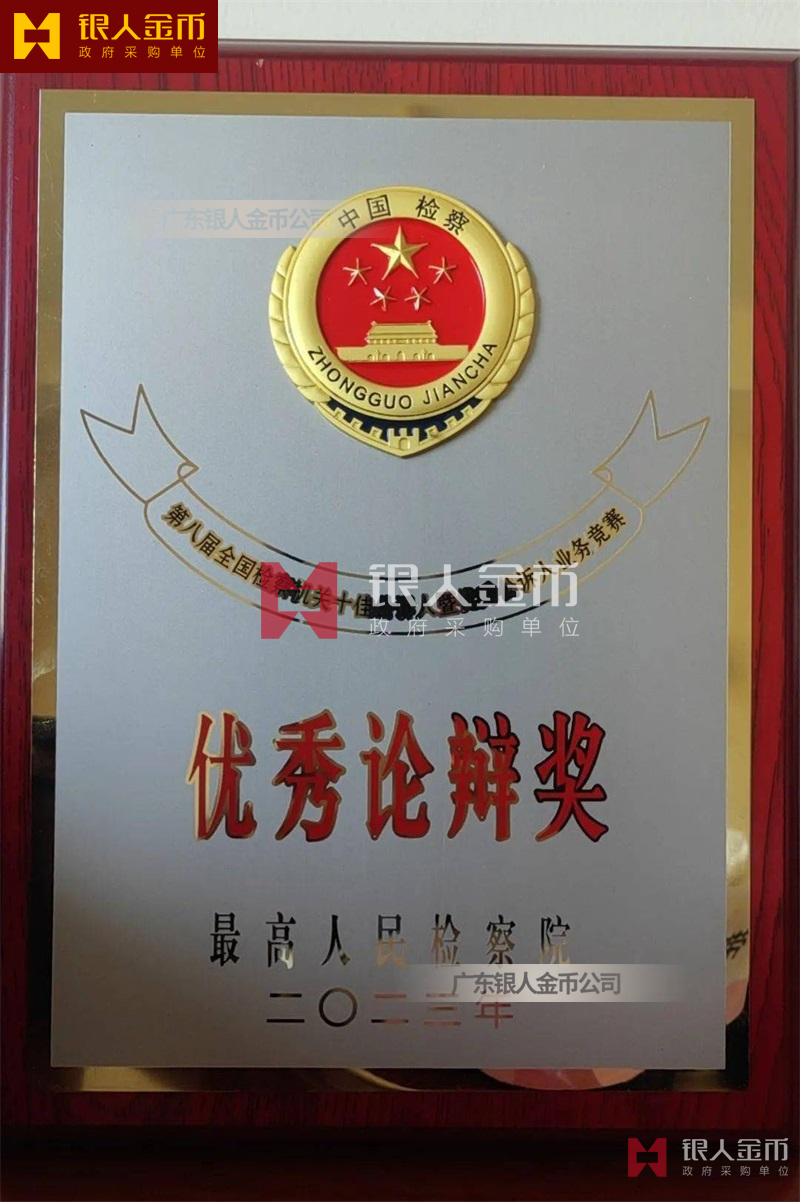 银人金币
政府采购单位
广东银人金币公司
中国 检察
ZHONGGUO JIANCHA
第八届全国检察机关十佳 人 诉人业务竞赛
银人金币
政府采购单位
优秀论辩奖
最高人民检察院
广东银人金币公司
二〇二三年
银人金币
政府采购单位